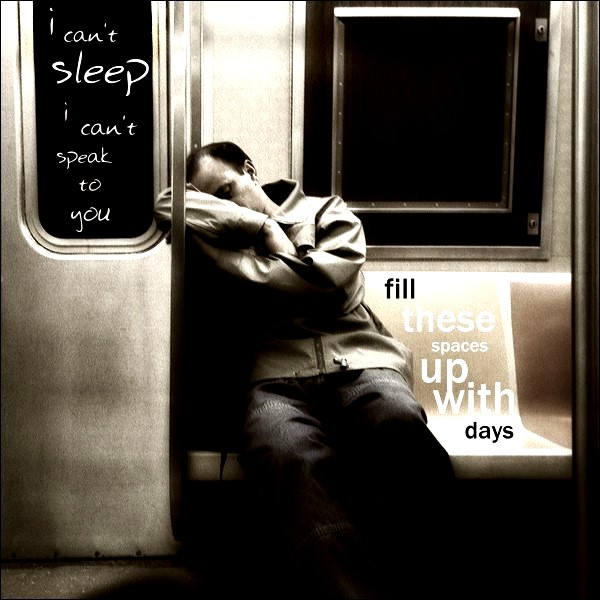 i can't
sleep
i can't
speak
to
you
fill
these
spaces
up
with
days